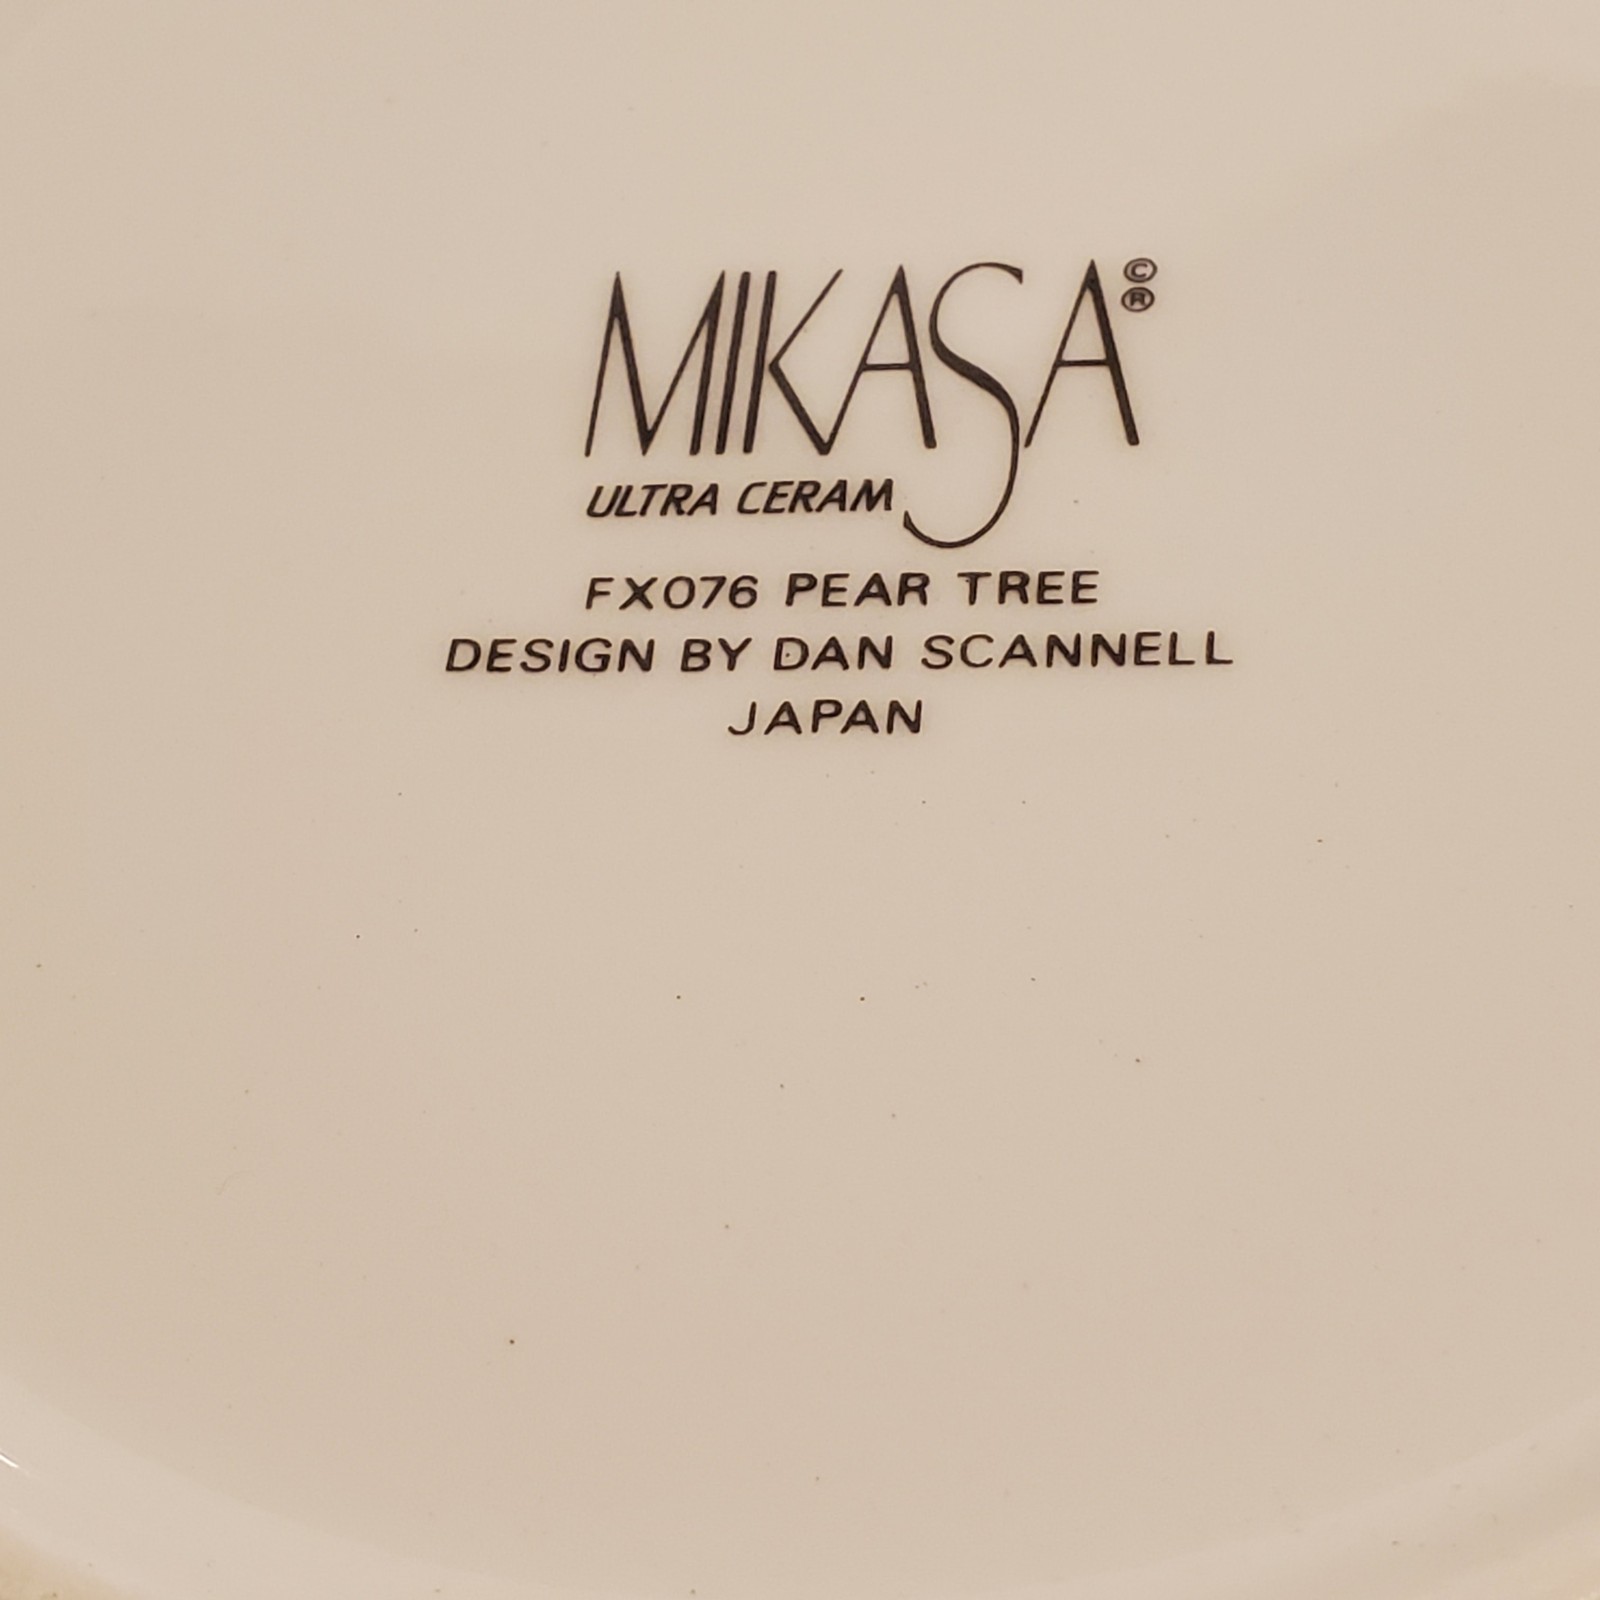 MIKASA©®
ULTRA CERAM
FX076 PEAR TREE
DESIGN BY DAN SCANNELL
JAPAN